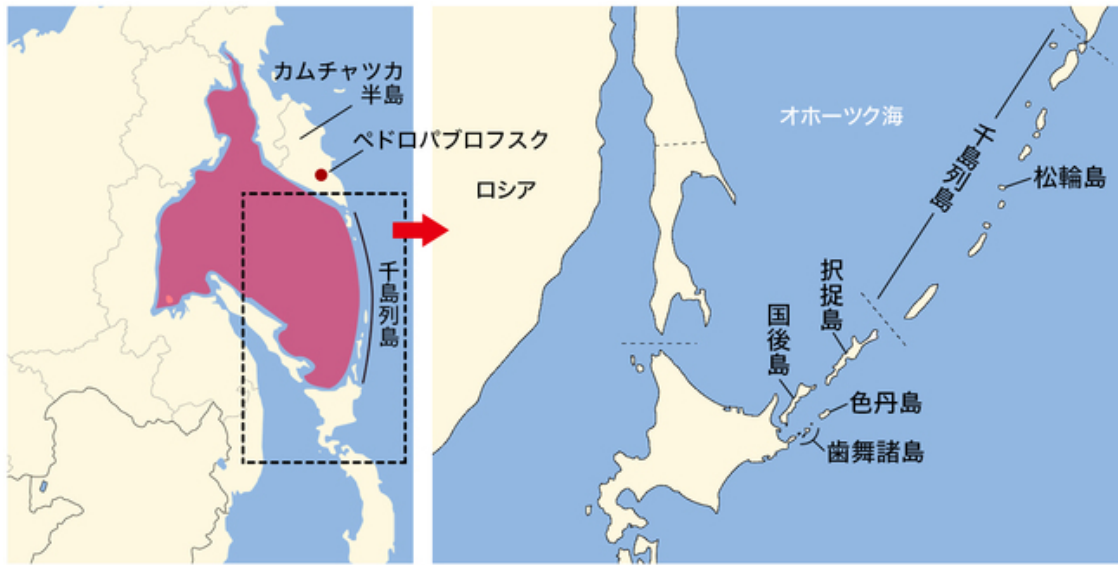 カムチャツカ
半島
ペドロパブロフスク
千島列島
ロシア
オホーツク海
千島列島
松輪島
択捉島
国後島
色丹島
歯舞諸島